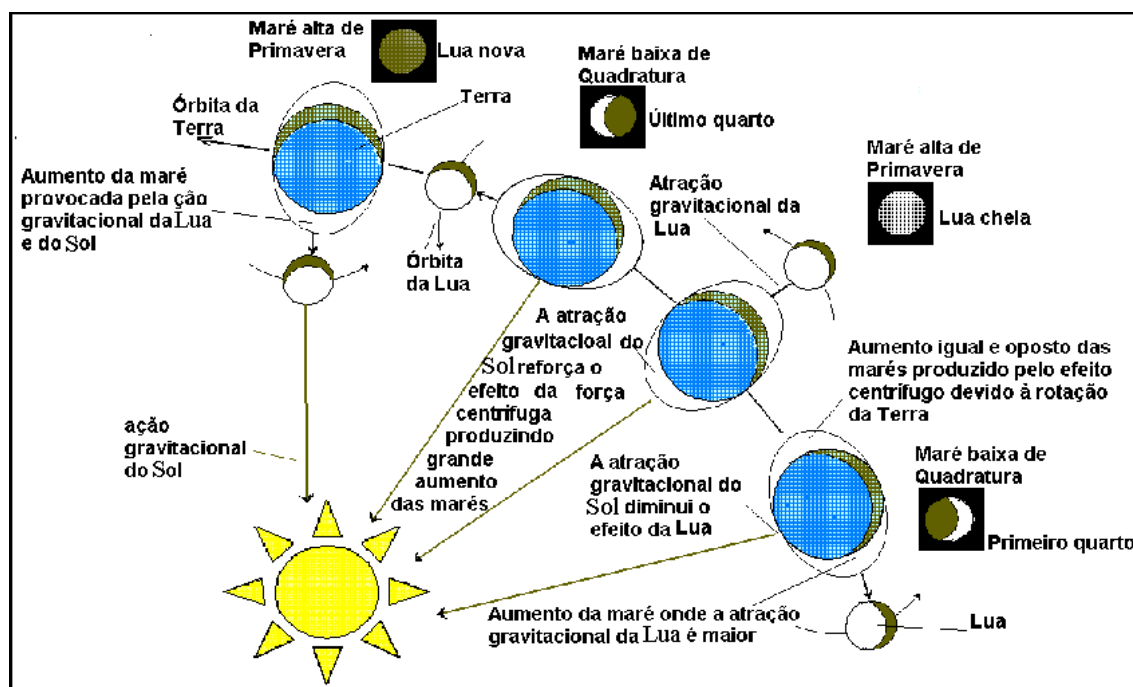 Maré alta de
Primavera
Lua nova
Maré baixa de
Quadratura
Último quarto
Maré alta de
Primavera
Lua cheia
Órbita da
Terra
Terra
Aumento da maré
provocada pela ção
gravitacional da Lua
e do Sol
Órbita
da Lua
Atração
gravitacional da
Lua
A atração
gravitacioal do
Sol reforça o
efeito da força
centrífuga
produzindo
grande
aumento
das marés
Aumento igual e oposto das
marés produzido pelo efeito
centrífugo devido à rotação
da Terra
ação
gravitacional
do Sol
A atração
gravitacional do
Sol diminui o
efeito da Lua
Maré baixa de
Quadratura
Primeiro quarto
Aumento da maré onde a atração
gravitacional da Lua é maior
Lua